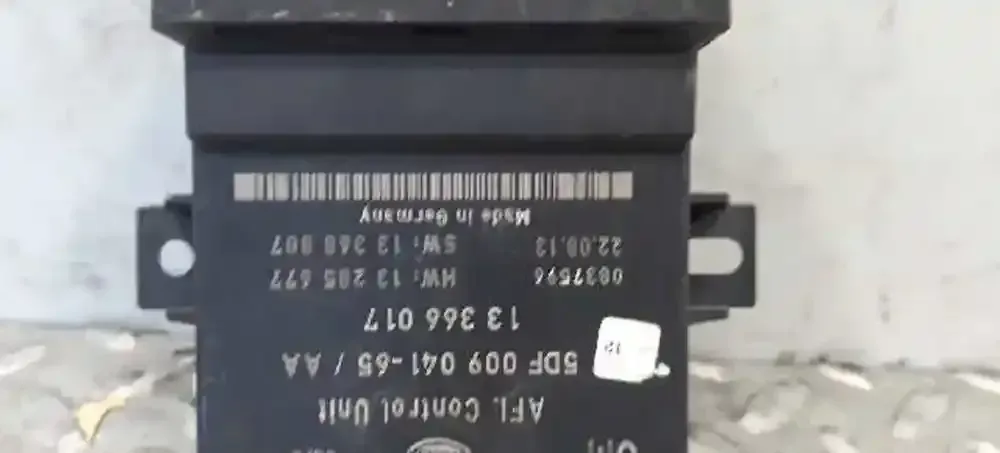 AFL Control Unit
5DF 009 041-65 / AA
13 366 017
0837596 HW: 13 285 677
22.08.13 SW: 13 368 807
Made in Germany